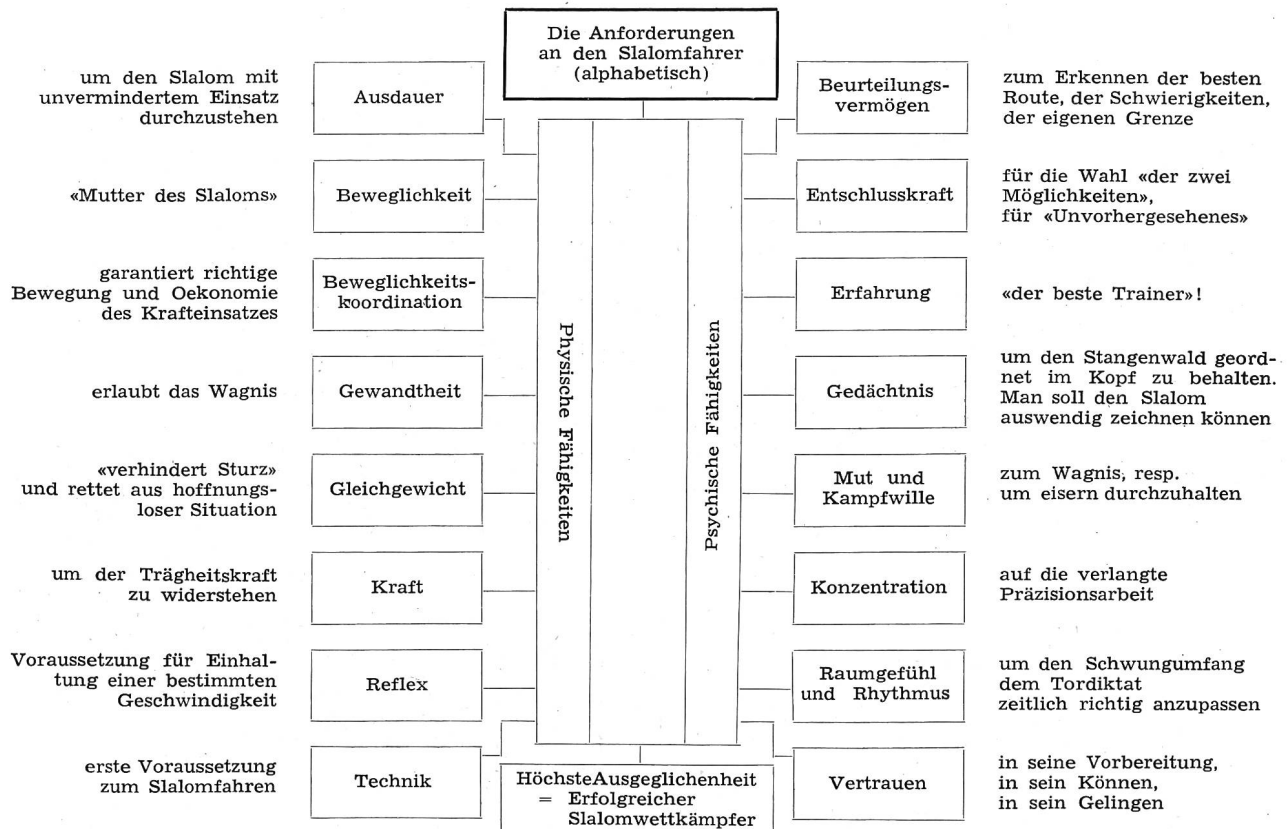 Die Anforderungen
an den Slalomfahrer
(alphabetisch)
um den Slalom mit
unvermindertem Einsatz
durchzustehen
Ausdauer
«Mutter des Slaloms»
Beweglichkeit
garantiert richtige
Bewegung und Oekonomie
des Krafteinsatzes
Beweglichkeits-
koordination
erlaubt das Wagnis
Gewandtheit
«verhindert Sturz»
und rettet aus hoffnungs-
loser Situation
Gleichgewicht
um der Trägheitskraft
zu widerstehen
Kraft
Voraussetzung für Einhal-
tung einer bestimmten
Geschwindigkeit
Reflex
erste Voraussetzung
zum Slalomfahren
Technik
Physische Fähigkeiten
Psychische Fähigkeiten
Beurteilungs-
vermögen
zum Erkennen der besten
Route, der Schwierigkeiten,
der eigenen Grenze
Entschlusskraft
für die Wahl «der zwei
Möglichkeiten»,
für «Unvorhergesehenes»
Erfahrung
«der beste Trainer»!
Gedächtnis
um den Stangenwald geord-
net im Kopf zu behalten.
Man soll den Slalom
auswendig zeichnen können
Mut und
Kampfwille
zum Wagnis, resp.
um eisern durchzuhalten
Konzentration
auf die verlangte
Präzisionsarbeit
Raumgefühl
und Rhythmus
um den Schwungumfang
dem Tordiktat
zeitlich richtig anzupassen
Vertrauen
in seine Vorbereitung,
in sein Können,
in sein Gelingen
Höchste Ausgeglichenheit
= Erfolgreicher
Slalomwettkämpfer